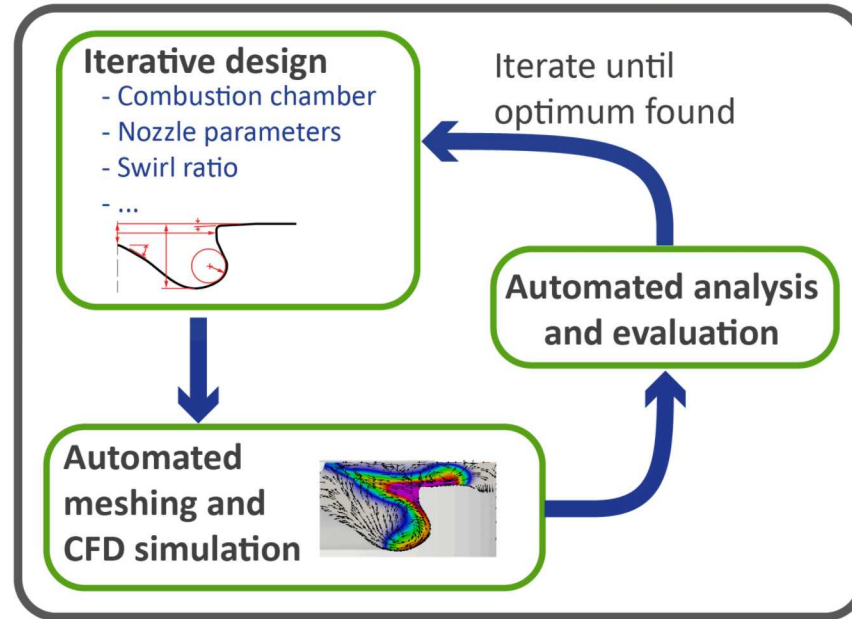 Iterative design
- Combustion chamber
- Nozzle parameters
- Swirl ratio
- ...
Iterate until
optimum found
Automated analysis
and evaluation
Automated
meshing and
CFD simulation